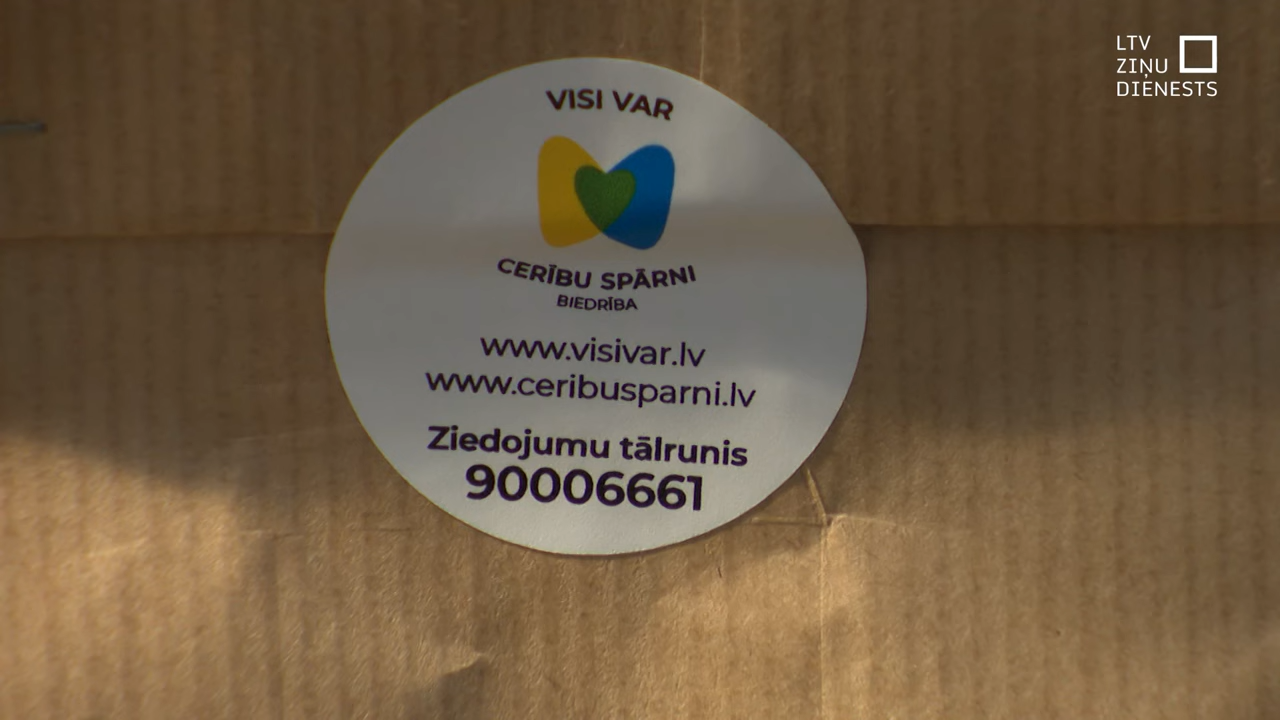 VISI VAR
CERĪBU SPĀRNI
BIEDRĪBA
www.visivar.lv
www.ceribusparni.lv
Ziedojumu tālrunis
90006661
LTV
ZIŅU
DIENESTS